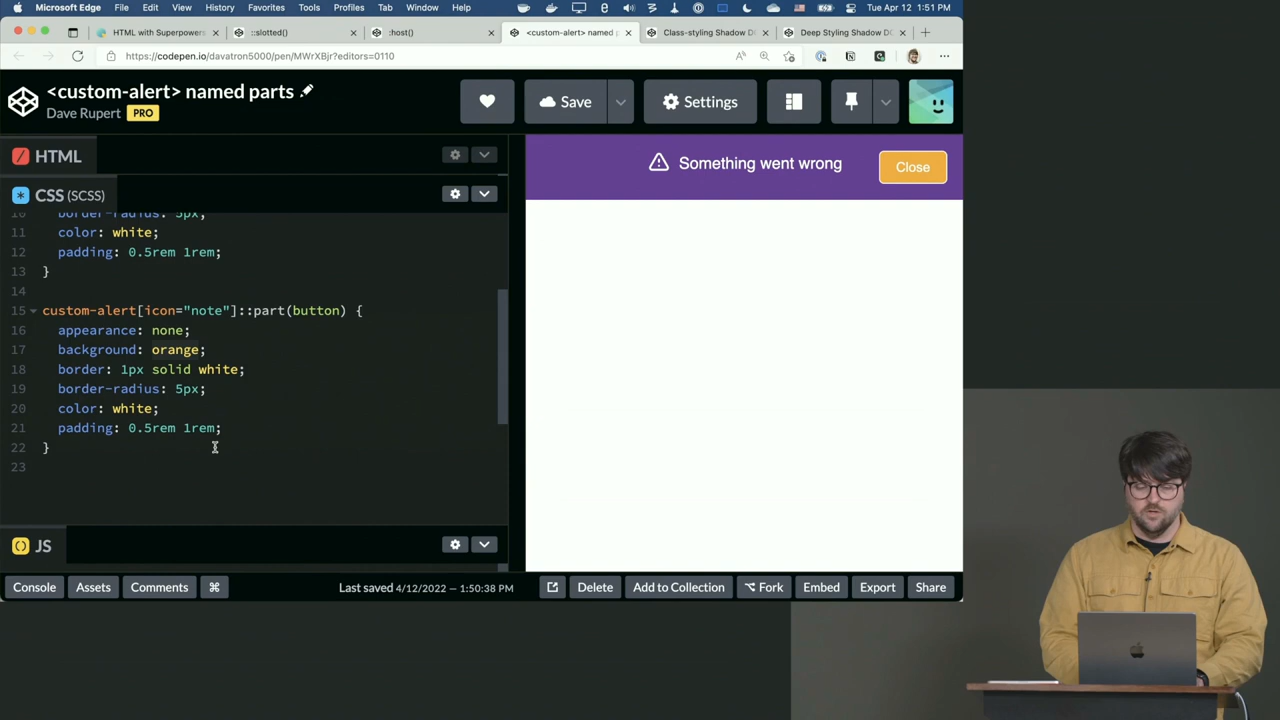 Microsoft Edge File Edit View History Favorites Tools Profiles Tab Window Help Tue Apr 12 1:51 PM
HTML with Superpowers ::slotted() :host() <custom-alert> named p Class-styling Shadow D Deep Styling Shadow D
https://codepen.io/davatron5000/pen/MWrXBjr?editors=0110
<custom-alert> named parts
Dave Rupert PRO
Save Settings
HTML
CSS (SCSS)
10 border-radius: 5px;
11 color: white;
12 padding: 0.5rem 1rem;
13 }
14
15 custom-alert[icon="note"]::part(button) {
16 appearance: none;
17 background: orange;
18 border: 1px solid white;
19 border-radius: 5px;
20 color: white;
21 padding: 0.5rem 1rem;
22 }
23
Something went wrong Close
JS
Console Assets Comments ⌘ Last saved 4/12/2022 — 1:50:38 PM Delete Add to Collection Fork Embed Export Share